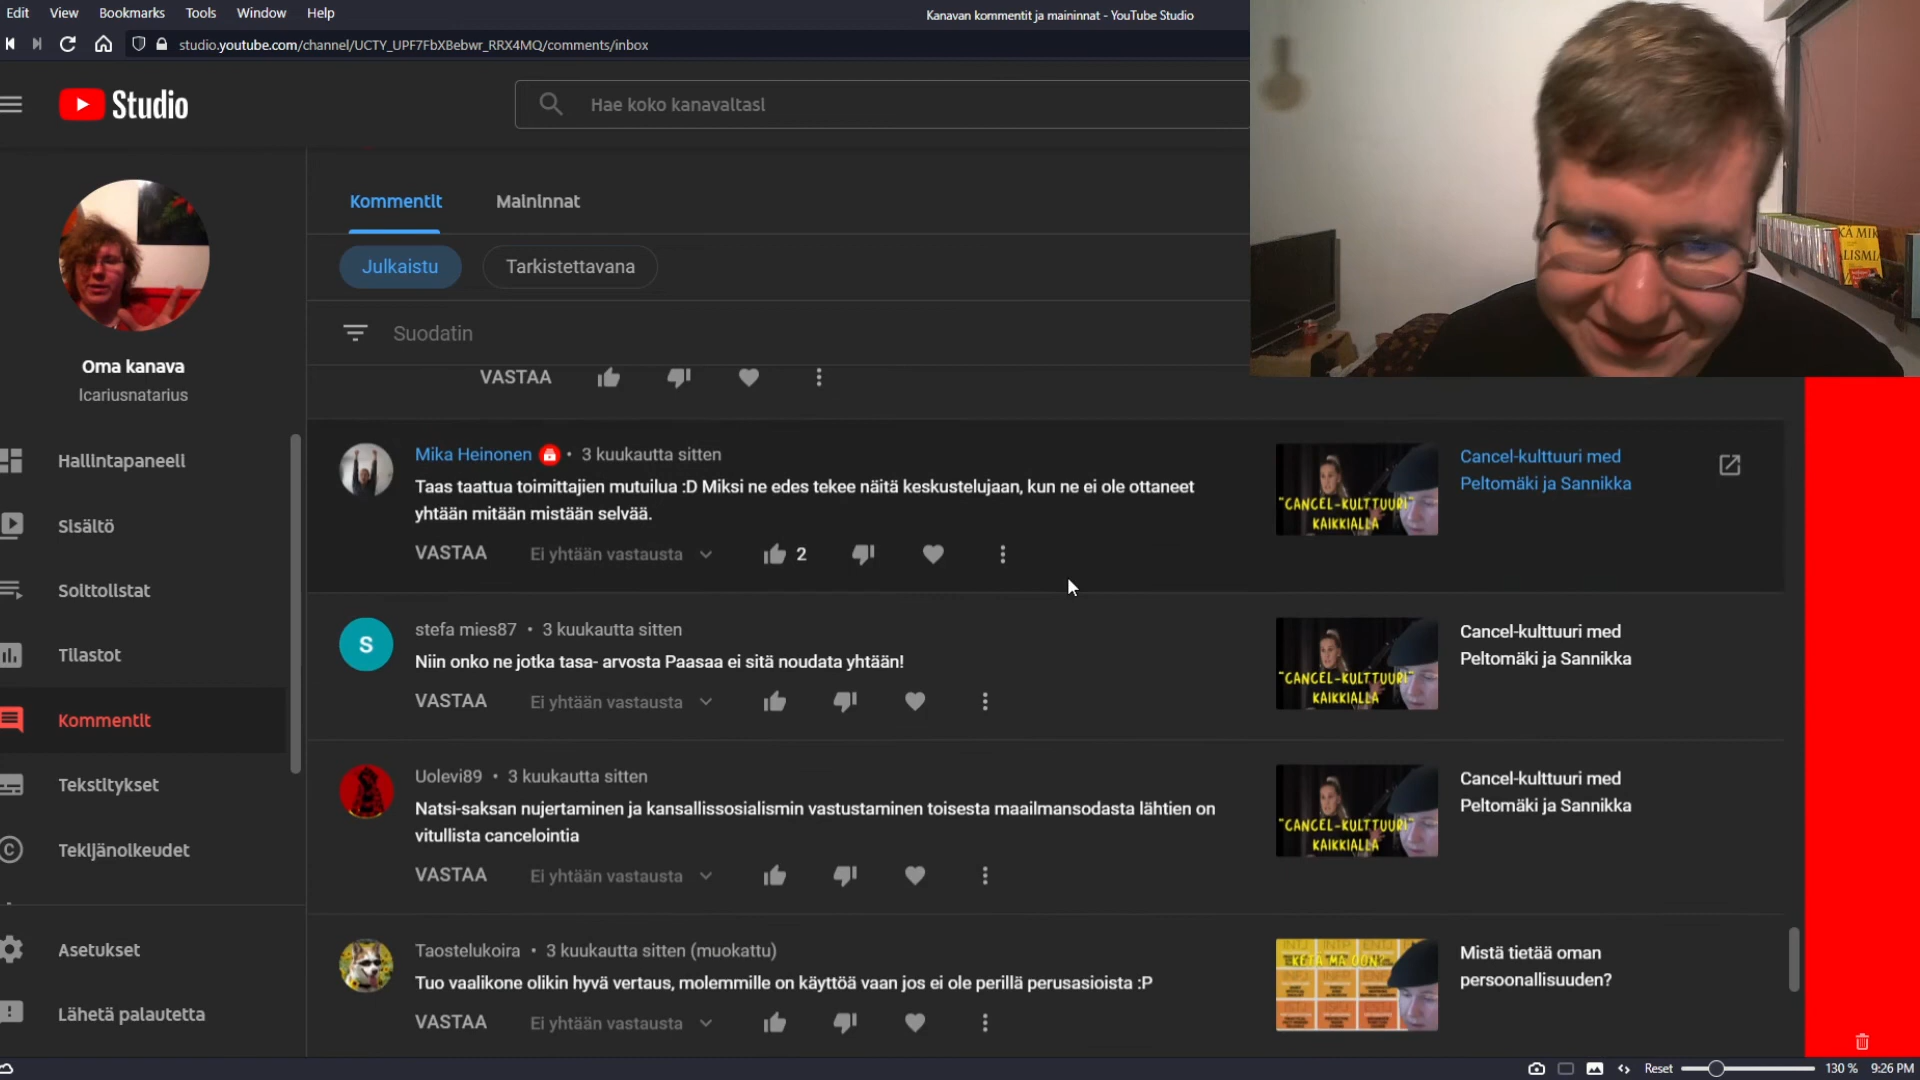 Edit View Bookmarks Tools Window Help
Kanavan kommentit ja maininnat - YouTube Studio
studio.youtube.com/channel/UCTY_UPF7FbXBebwr_RRX4MQ/comments/inbox
Studio
Hae koko kanavaltasi
Oma kanava
Icariusnatarius
Hallintapaneeli
Sisältö
Soittolistat
Tilastot
Kommentit
Tekstitykset
Tekijänoikeudet
Asetukset
Lähetä palautetta
Kommentit Maininnat
Julkaistu Tarkistettavana
Suodatin
VASTAA
Mika Heinonen • 3 kuukautta sitten
Taas taattua toimittajien mutuilua :D Miksi ne edes tekee näitä keskustelujaan, kun ne ei ole ottaneet
yhtään mitään mistään selvää.
VASTAA Ei yhtään vastausta 2
"CANCEL-KULTTUURI"
KAIKKIALLA
Cancel-kulttuuri med
Peltomäki ja Sannikka
stefa mies87 • 3 kuukautta sitten
S
Niin onko ne jotka tasa- arvosta Paasaa ei sitä noudata yhtään!
VASTAA Ei yhtään vastausta
"CANCEL-KULTTUURI"
KAIKKIALLA
Cancel-kulttuuri med
Peltomäki ja Sannikka
Uolevi89 • 3 kuukautta sitten
Natsi-saksan nujertaminen ja kansallissosialismin vastustaminen toisesta maailmansodasta lähtien on
vitullista cancelointia
VASTAA Ei yhtään vastausta
"CANCEL-KULTTUURI"
KAIKKIALLA
Cancel-kulttuuri med
Peltomäki ja Sannikka
Taostelukoira • 3 kuukautta sitten (muokattu)
Tuo vaalikone olikin hyvä vertaus, molemmille on käyttöä vaan jos ei ole perillä perusasioista :P
VASTAA Ei yhtään vastausta
Mistä tietää oman
persoonallisuuden?
Reset 130 % 9:26 PM